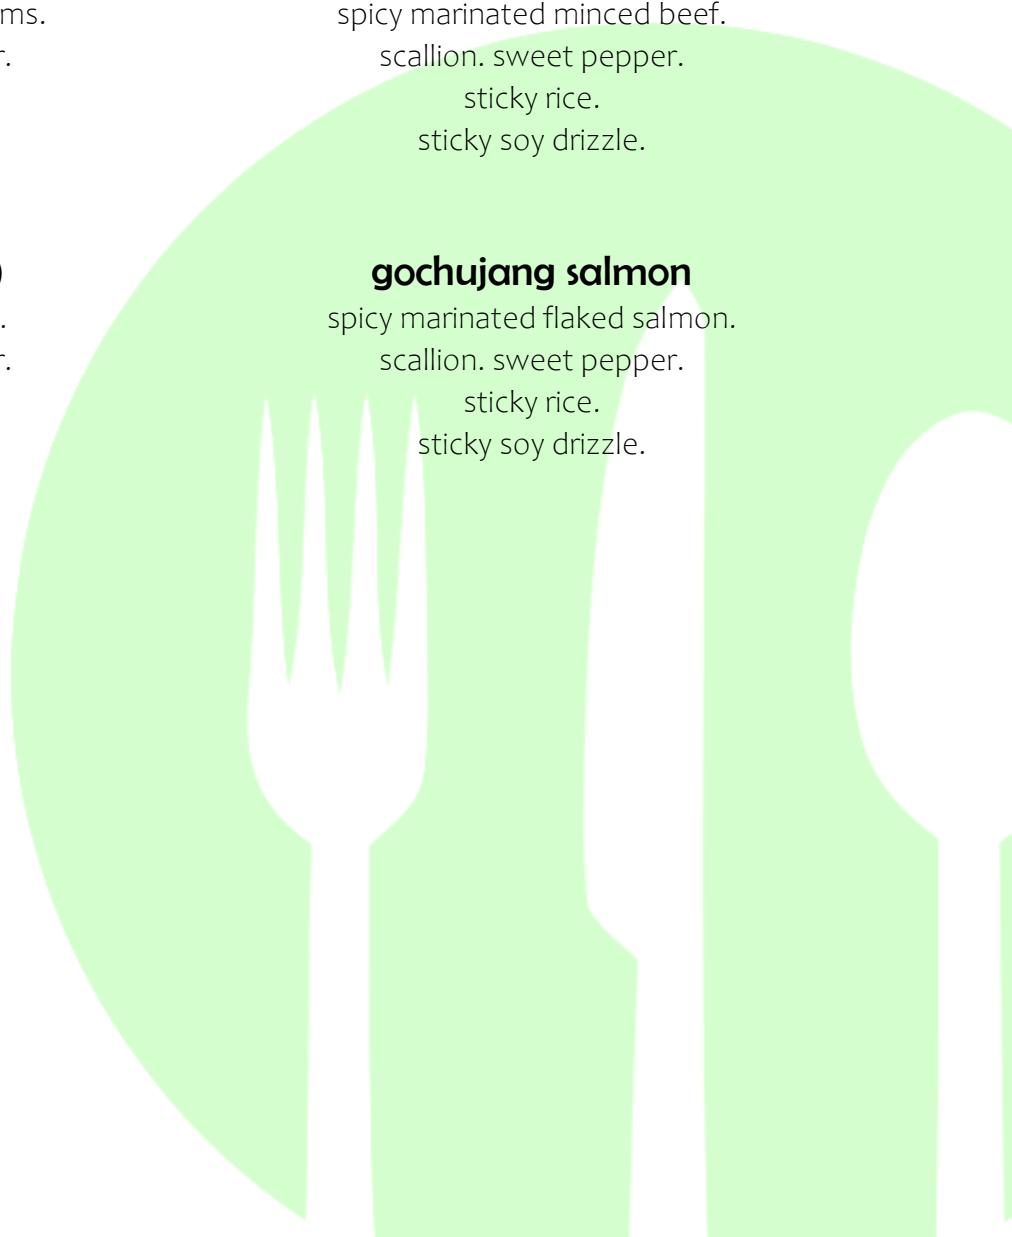 ms.
r.
spicy marinated minced beef.
scallion. sweet pepper.
sticky rice.
sticky soy drizzle.
)
.
r.
gochujang salmon
spicy marinated flaked salmon.
scallion. sweet pepper.
sticky rice.
sticky soy drizzle.